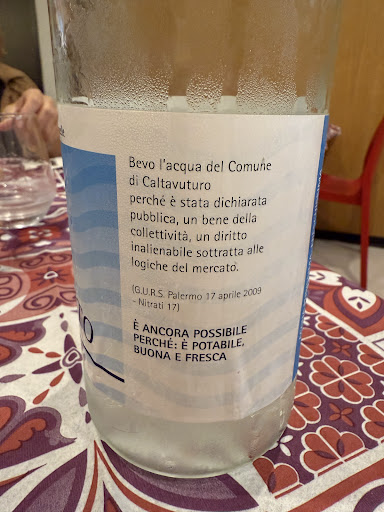 Bevo l'acqua del Comune
di Caltavuturo
perché è stata dichiarata
pubblica, un bene della
collettività, un diritto
inalienabile sottratta alle
logiche del mercato.
(G.U.R.S. Palermo 17 aprile 2009
- Nitrati 17)
È ANCORA POSSIBILE
PERCHÉ: È POTABILE,
BUONA E FRESCA